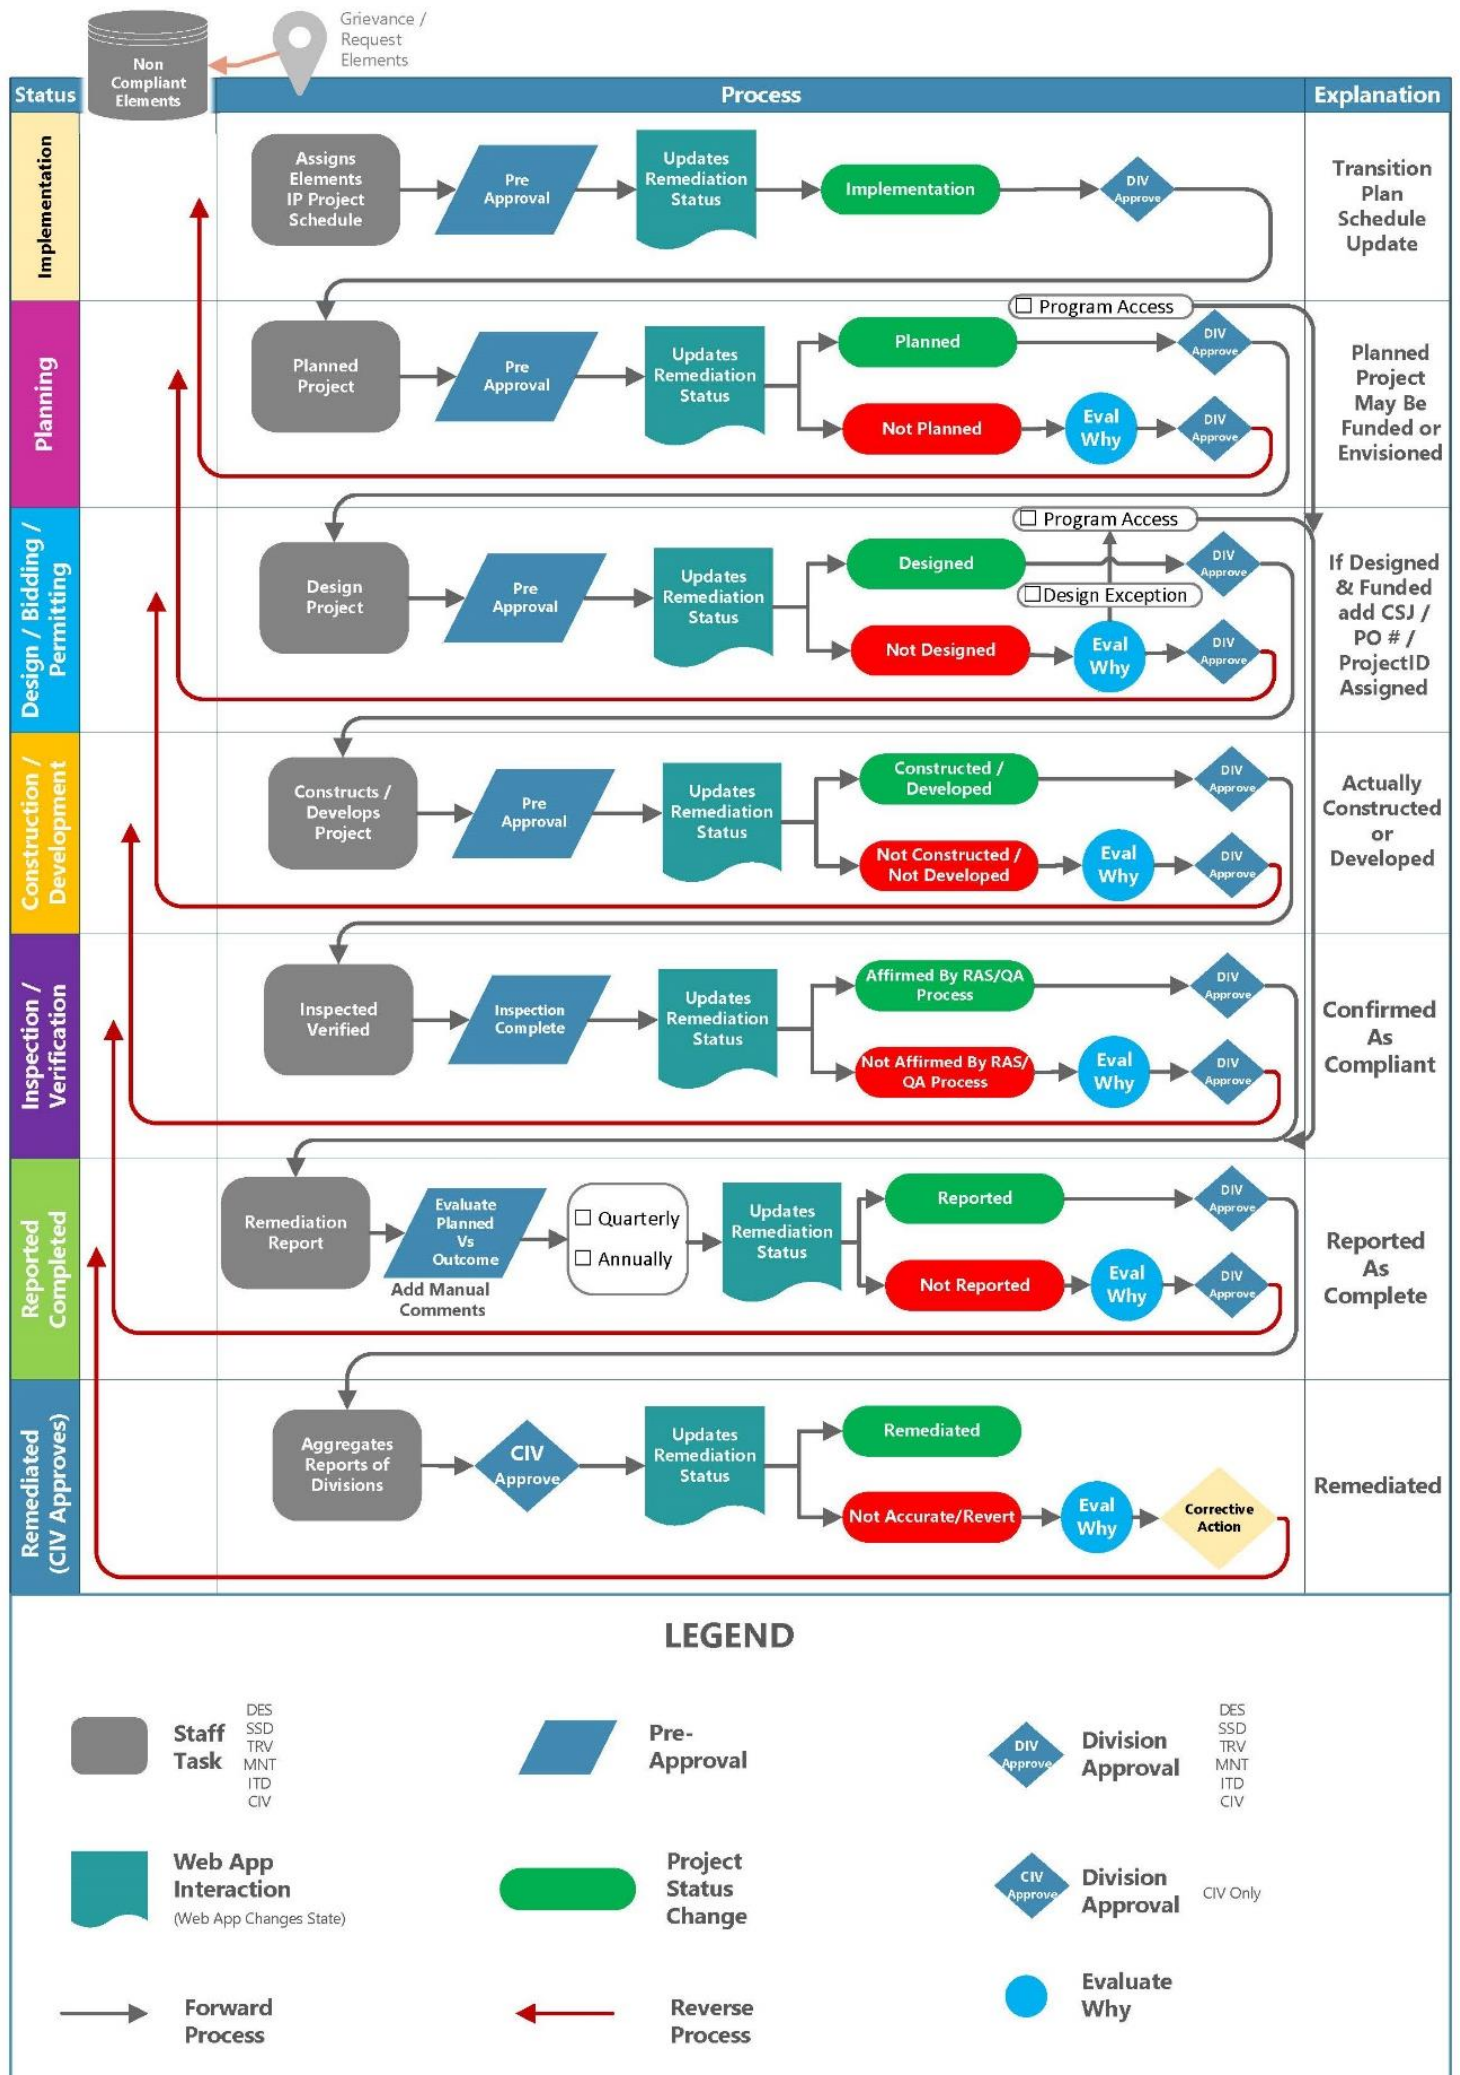 Grievance /
Request
Elements
Non
Compliant
Elements
Status
Process
Explanation
Implementation
Assigns
Elements
IP Project
Schedule
Pre
Approval
Updates
Remediation
Status
Implementation
DIV
Approve
Transition
Plan
Schedule
Update
Planning
Planned
Project
Pre
Approval
Updates
Remediation
Status
Program Access
Planned
DIV
Approve
Not Planned
Eval
Why
DIV
Approve
Planned
Project
May Be
Funded or
Envisioned
Design / Bidding /
Permitting
Design
Project
Pre
Approval
Updates
Remediation
Status
Program Access
Designed
DIV
Approve
Design Exception
Not Designed
Eval
Why
DIV
Approve
If Designed
& Funded
add CSJ /
PO # /
ProjectID
Assigned
Construction /
Development
Constructs /
Develops
Project
Pre
Approval
Updates
Remediation
Status
Constructed /
Developed
DIV
Approve
Not Constructed /
Not Developed
Eval
Why
DIV
Approve
Actually
Constructed
or
Developed
Inspection /
Verification
Inspected
Verified
Inspection
Complete
Updates
Remediation
Status
Affirmed By RAS/QA
Process
DIV
Approve
Not Affirmed By RAS/
QA Process
Eval
Why
DIV
Approve
Confirmed
As
Compliant
Reported
Completed
Remediation
Report
Evaluate
Planned
Vs
Outcome
Add Manual
Comments
Quarterly
Annually
Updates
Remediation
Status
Reported
DIV
Approve
Not Reported
Eval
Why
DIV
Approve
Reported
As
Complete
Remediated
(CIV Approves)
Aggregates
Reports of
Divisions
CIV
Approve
Updates
Remediation
Status
Remediated
Not Accurate/Revert
Eval
Why
Corrective
Action
Remediated
LEGEND
Staff
Task
DES
SSD
TRV
MNT
ITD
CIV
Pre-
Approval
DIV
Approve
Division
Approval
DES
SSD
TRV
MNT
ITD
CIV
Web App
Interaction
(Web App Changes State)
Project
Status
Change
CIV
Approve
Division
Approval
CIV Only
Forward
Process
Reverse
Process
Evaluate
Why